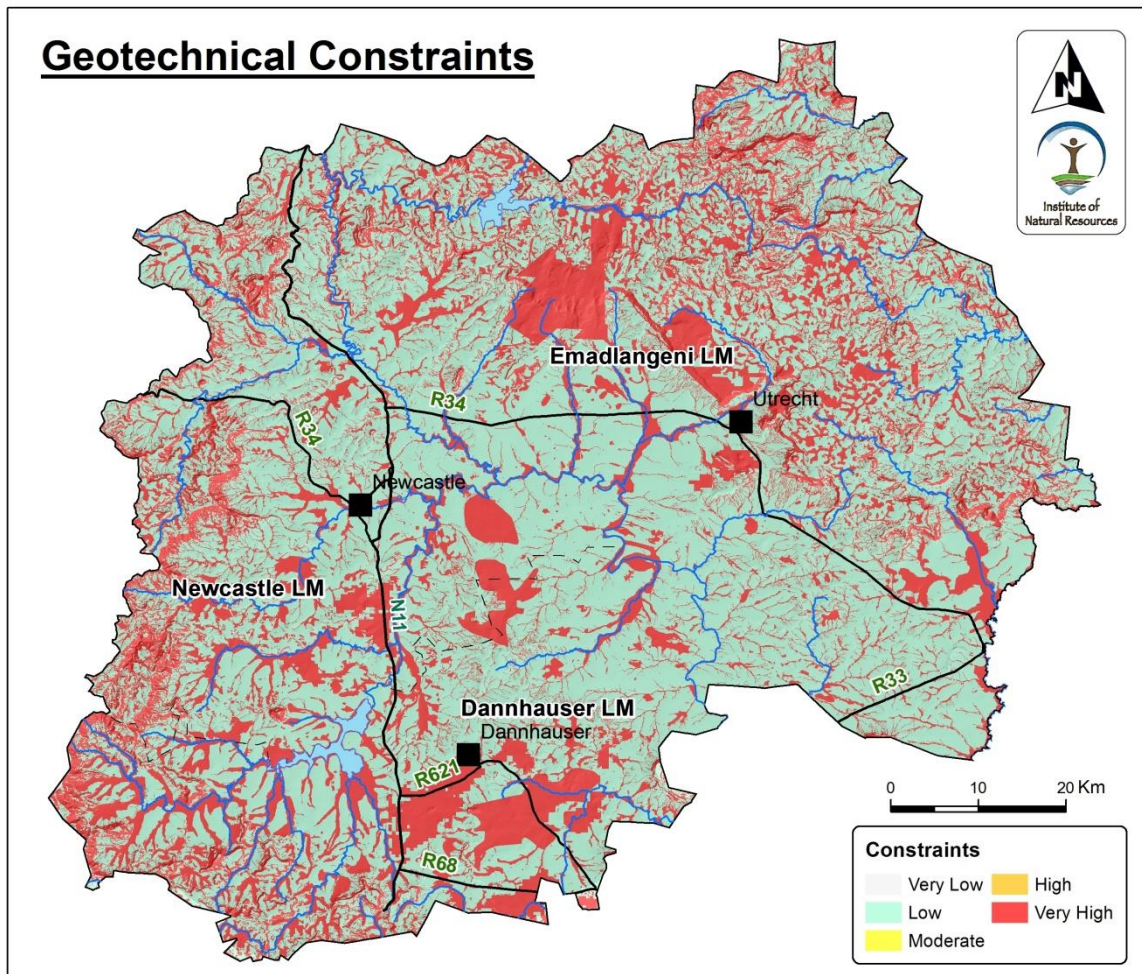 Geotechnical Constraints
N
Institute of
Natural Resources
Emadlangeni LM
R34
Utrecht
R34
Newcastle
Newcastle LM
N11
R33
Dannhauser LM
Dannhauser
R621
R68
0 20 Km
Constraints
Very Low
High
Low
Very High
Moderate